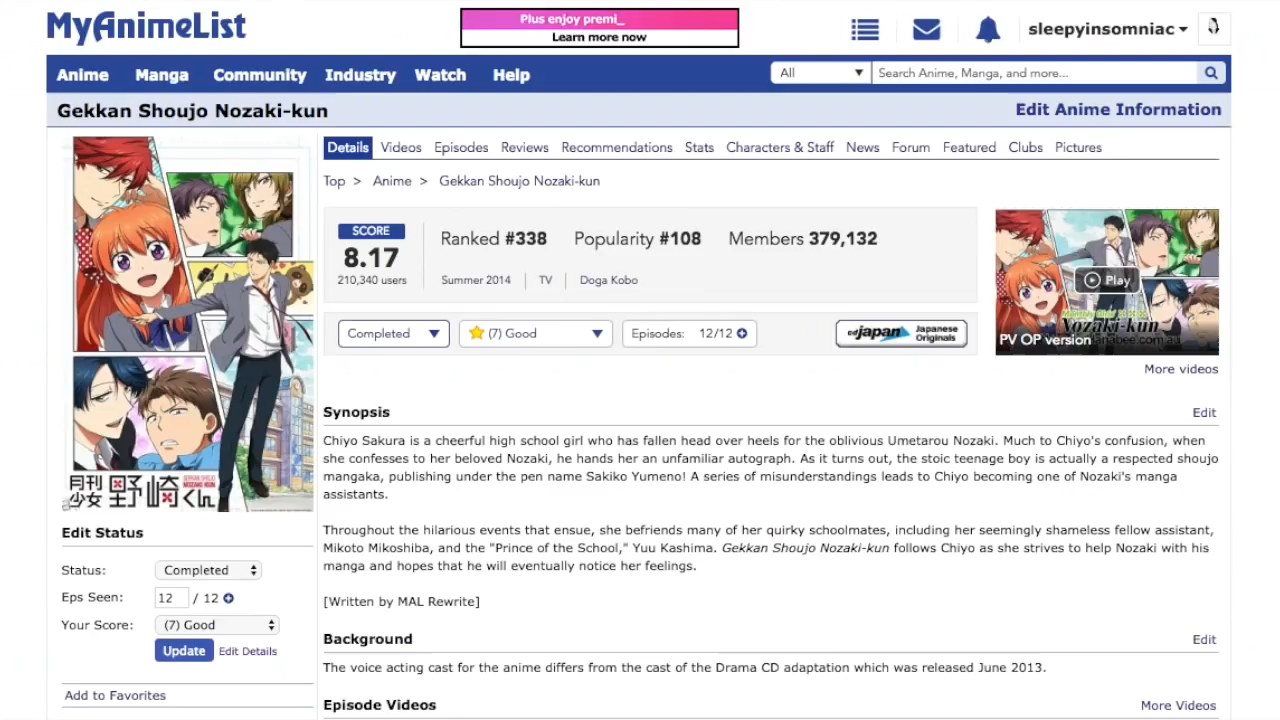 MyAnimeList
Plus enjoy premi_
Learn more now
sleepyinsomniac
Anime Manga Community Industry Watch Help
All
Search Anime, Manga, and more...
Gekkan Shoujo Nozaki-kun
Edit Anime Information
Details Videos Episodes Reviews Recommendations Stats Characters & Staff News Forum Featured Clubs Pictures
Top > Anime > Gekkan Shoujo Nozaki-kun
SCORE
8.17
210,340 users
Ranked #338 Popularity #108 Members 379,132
Summer 2014 TV Doga Kobo
Completed
(7) Good
Episodes: 12/12
cdjapan Japanese Originals
Play
Nozaki-kun
PV OP version
More videos
月刊少女野崎くん
Synopsis
Edit
Chiyo Sakura is a cheerful high school girl who has fallen head over heels for the oblivious Umetarou Nozaki. Much to Chiyo's confusion, when
she confesses to her beloved Nozaki, he hands her an unfamiliar autograph. As it turns out, the stoic teenage boy is actually a respected shoujo
mangaka, publishing under the pen name Sakiko Yumeno! A series of misunderstandings leads to Chiyo becoming one of Nozaki's manga
assistants.
Throughout the hilarious events that ensue, she befriends many of her quirky schoolmates, including her seemingly shameless fellow assistant,
Mikoto Mikoshiba, and the "Prince of the School," Yuu Kashima. Gekkan Shoujo Nozaki-kun follows Chiyo as she strives to help Nozaki with his
manga and hopes that he will eventually notice her feelings.
[Written by MAL Rewrite]
Background
Edit
The voice acting cast for the anime differs from the cast of the Drama CD adaptation which was released June 2013.
Episode Videos
More Videos
Edit Status
Status: Completed
Eps Seen: 12 / 12
Your Score: (7) Good
Update Edit Details
Add to Favorites